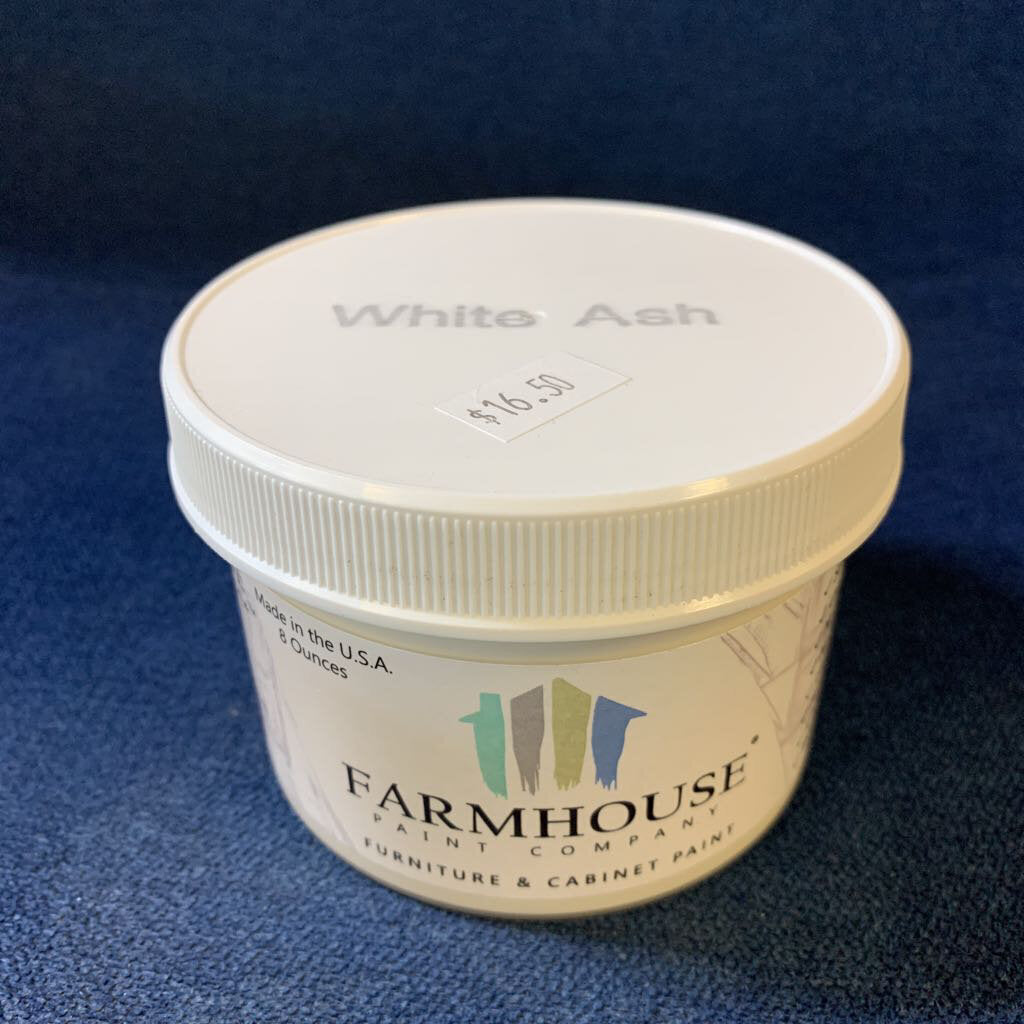 White Ash
$16.50
Made in the U.S.A.
8 Ounces
FARMHOUSE
PAINT COMPANY
FURNITURE & CABINET PAINT